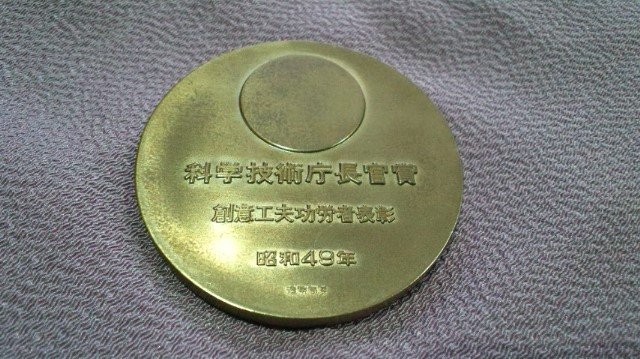 科学技術庁長官賞
創意工夫功労者表彰
昭和49年